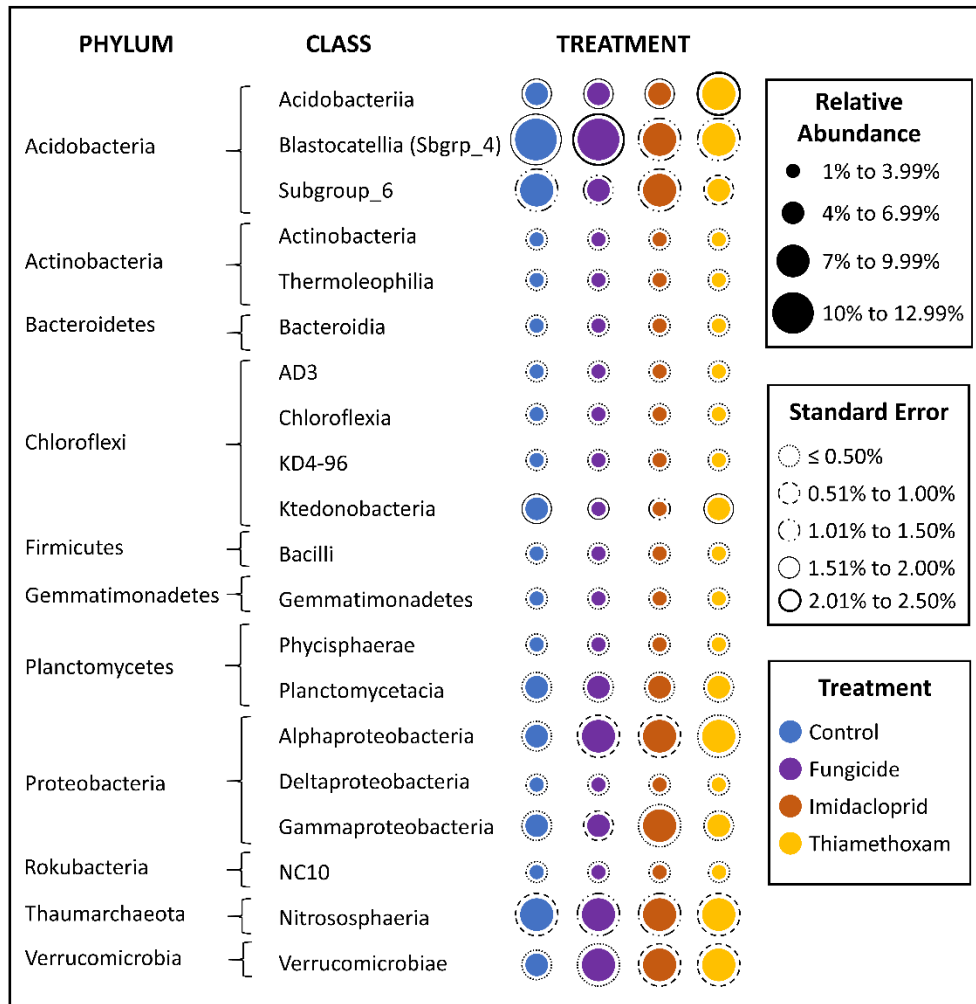 PHYLUM CLASS TREATMENT
Acidobacteria
Acidobacteriia
Blastocatellia (Sbgrp_4)
Subgroup_6
Actinobacteria
Actinobacteria
Thermoleophilia
Bacteroidetes
Bacteroidia
Chloroflexi
AD3
Chloroflexia
KD4-96
Ktedonobacteria
Firmicutes
Bacilli
Gemmatimonadetes
Gemmatimonadetes
Planctomycetes
Phycisphaerae
Planctomycetacia
Proteobacteria
Alphaproteobacteria
Deltaproteobacteria
Gammaproteobacteria
Rokubacteria
NC10
Thaumarchaeota
Nitrososphaeria
Verrucomicrobia
Verrucomicrobiae
Relative
Abundance
1% to 3.99%
4% to 6.99%
7% to 9.99%
10% to 12.99%
Standard Error
≤ 0.50%
0.51% to 1.00%
1.01% to 1.50%
1.51% to 2.00%
2.01% to 2.50%
Treatment
Control
Fungicide
Imidacloprid
Thiamethoxam